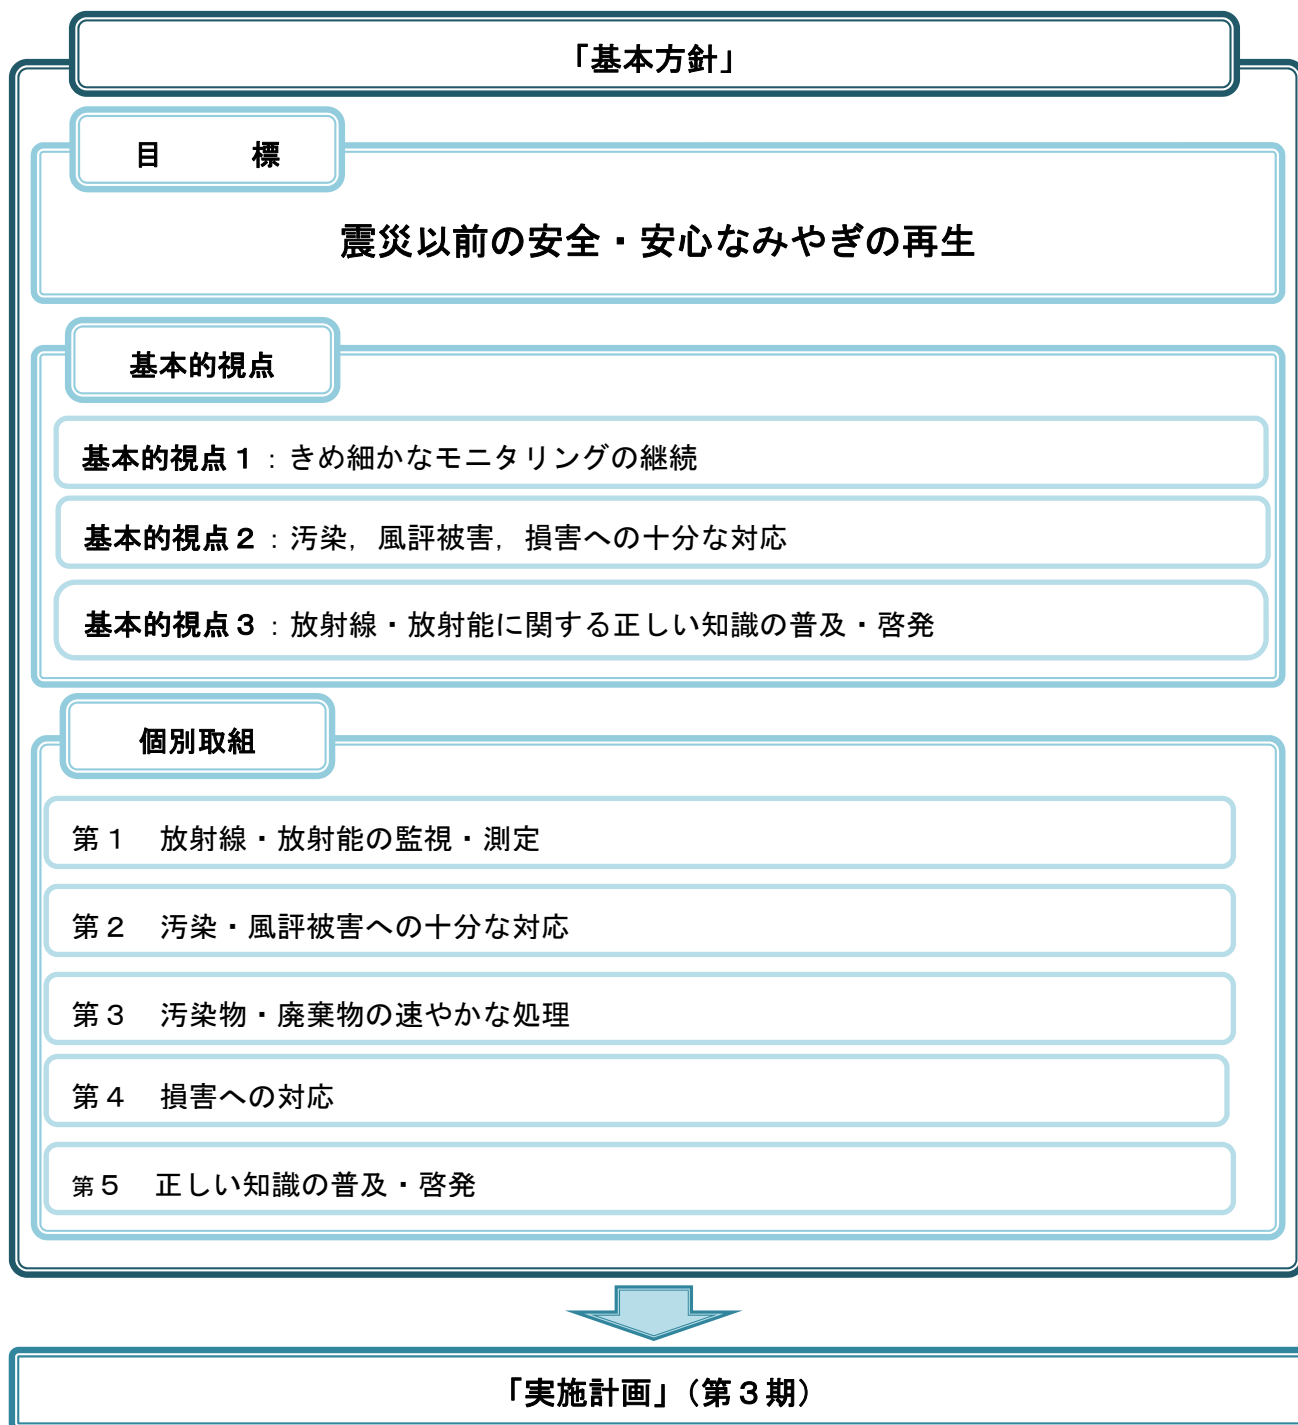 「基本方針」
目　　　標
震災以前の安全・安心なみやぎの再生
基本的視点
基本的視点１：きめ細かなモニタリングの継続
基本的視点２：汚染，風評被害，損害への十分な対応
基本的視点３：放射線・放射能に関する正しい知識の普及・啓発
個別取組
第１　放射線・放射能の監視・測定
第２　汚染・風評被害への十分な対応
第３　汚染物・廃棄物の速やかな処理
第４　損害への対応
第５　正しい知識の普及・啓発
「実施計画」（第３期）